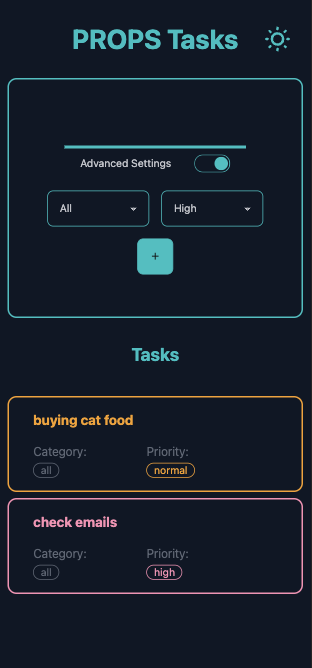 PROPS Tasks
Advanced Settings
All High
+
Tasks
buying cat food
Category: Priority:
all normal
check emails
Category: Priority:
all high